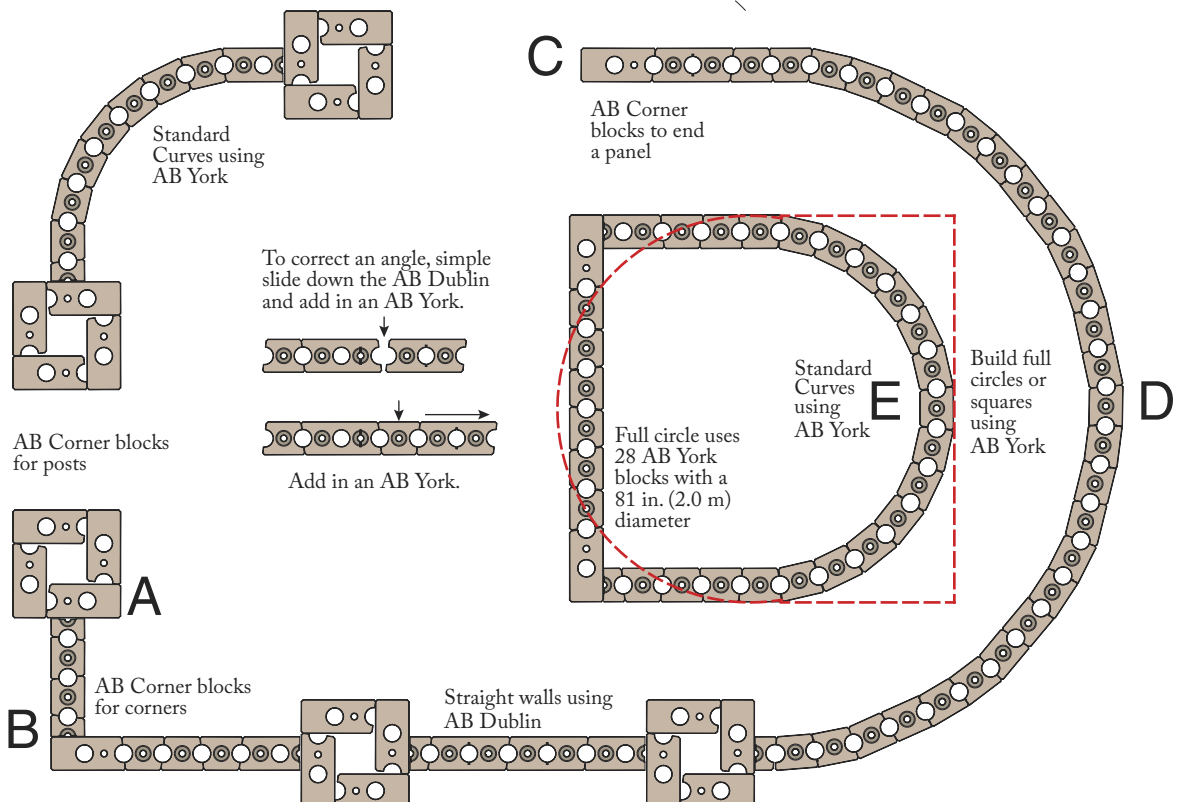 C
AB Corner
blocks to end
a panel
Standard
Curves using
AB York
To correct an angle, simple
slide down the AB Dublin
and add in an AB York.
Add in an AB York.
Standard
Curves
using
AB York
E
Build full
circles or
squares
using
AB York
D
Full circle uses
28 AB York
blocks with a
81 in. (2.0 m)
diameter
AB Corner blocks
for posts
A
AB Corner blocks
for corners
B
Straight walls using
AB Dublin